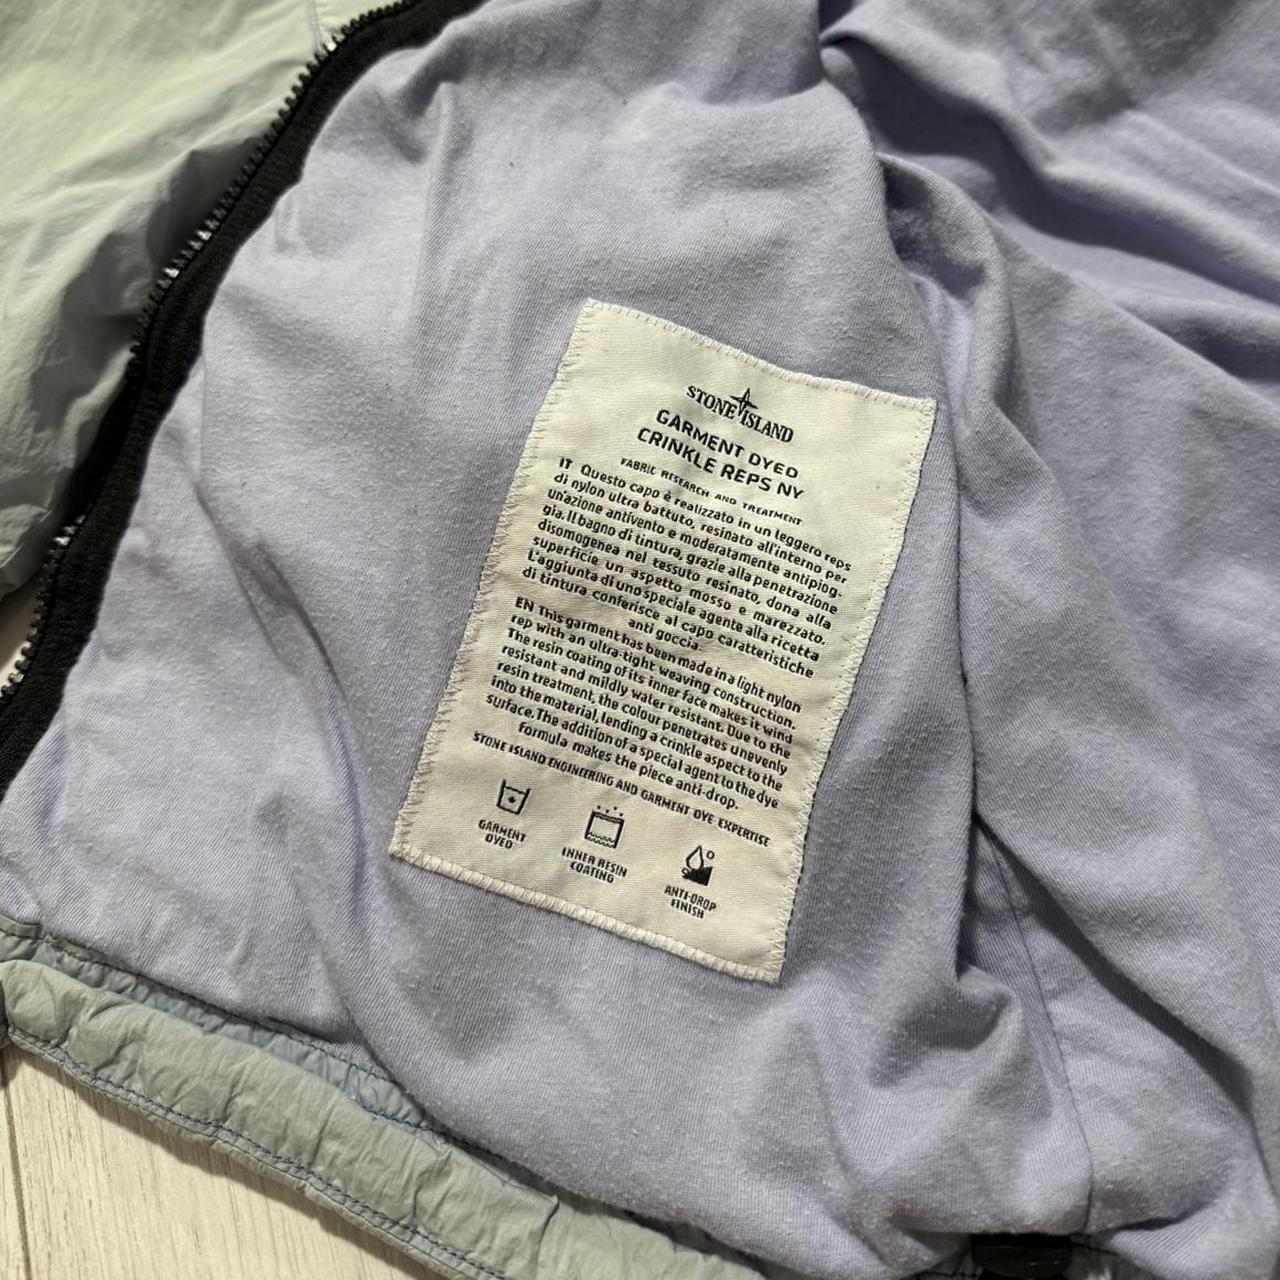 STONE ISLAND
GARMENT DYED
CRINKLE REPS NY
FABRIC RESEARCH AND TREATMENT
IT Questo capo è realizzato in un leggero reps
di nylon ultra battuto, resinato all'interno per
un'azione antivento e moderatamente antipiog-
gia. Il bagno di tintura, grazie alla penetrazione
disomogenea nel tessuto resinato, dona alla
superficie un aspetto mosso e marezzato.
L'aggiunta di uno speciale agente alla ricetta
di tintura conferisce al capo caratteristiche
anti goccia.
EN This garment has been made in a light nylon
rep with an ultra-tight weaving construction.
The resin coating of its inner face makes it wind
resistant and mildly water resistant. Due to the
resin treatment, the colour penetrates unevenly
into the material, lending a crinkle aspect to the
surface. The addition of a special agent to the dye
formula makes the piece anti-drop.
STONE ISLAND ENGINEERING AND GARMENT DYE EXPERTISE
GARMENT
DYED
INNER RESIN
COATING
ANTI-DROP
FINISH